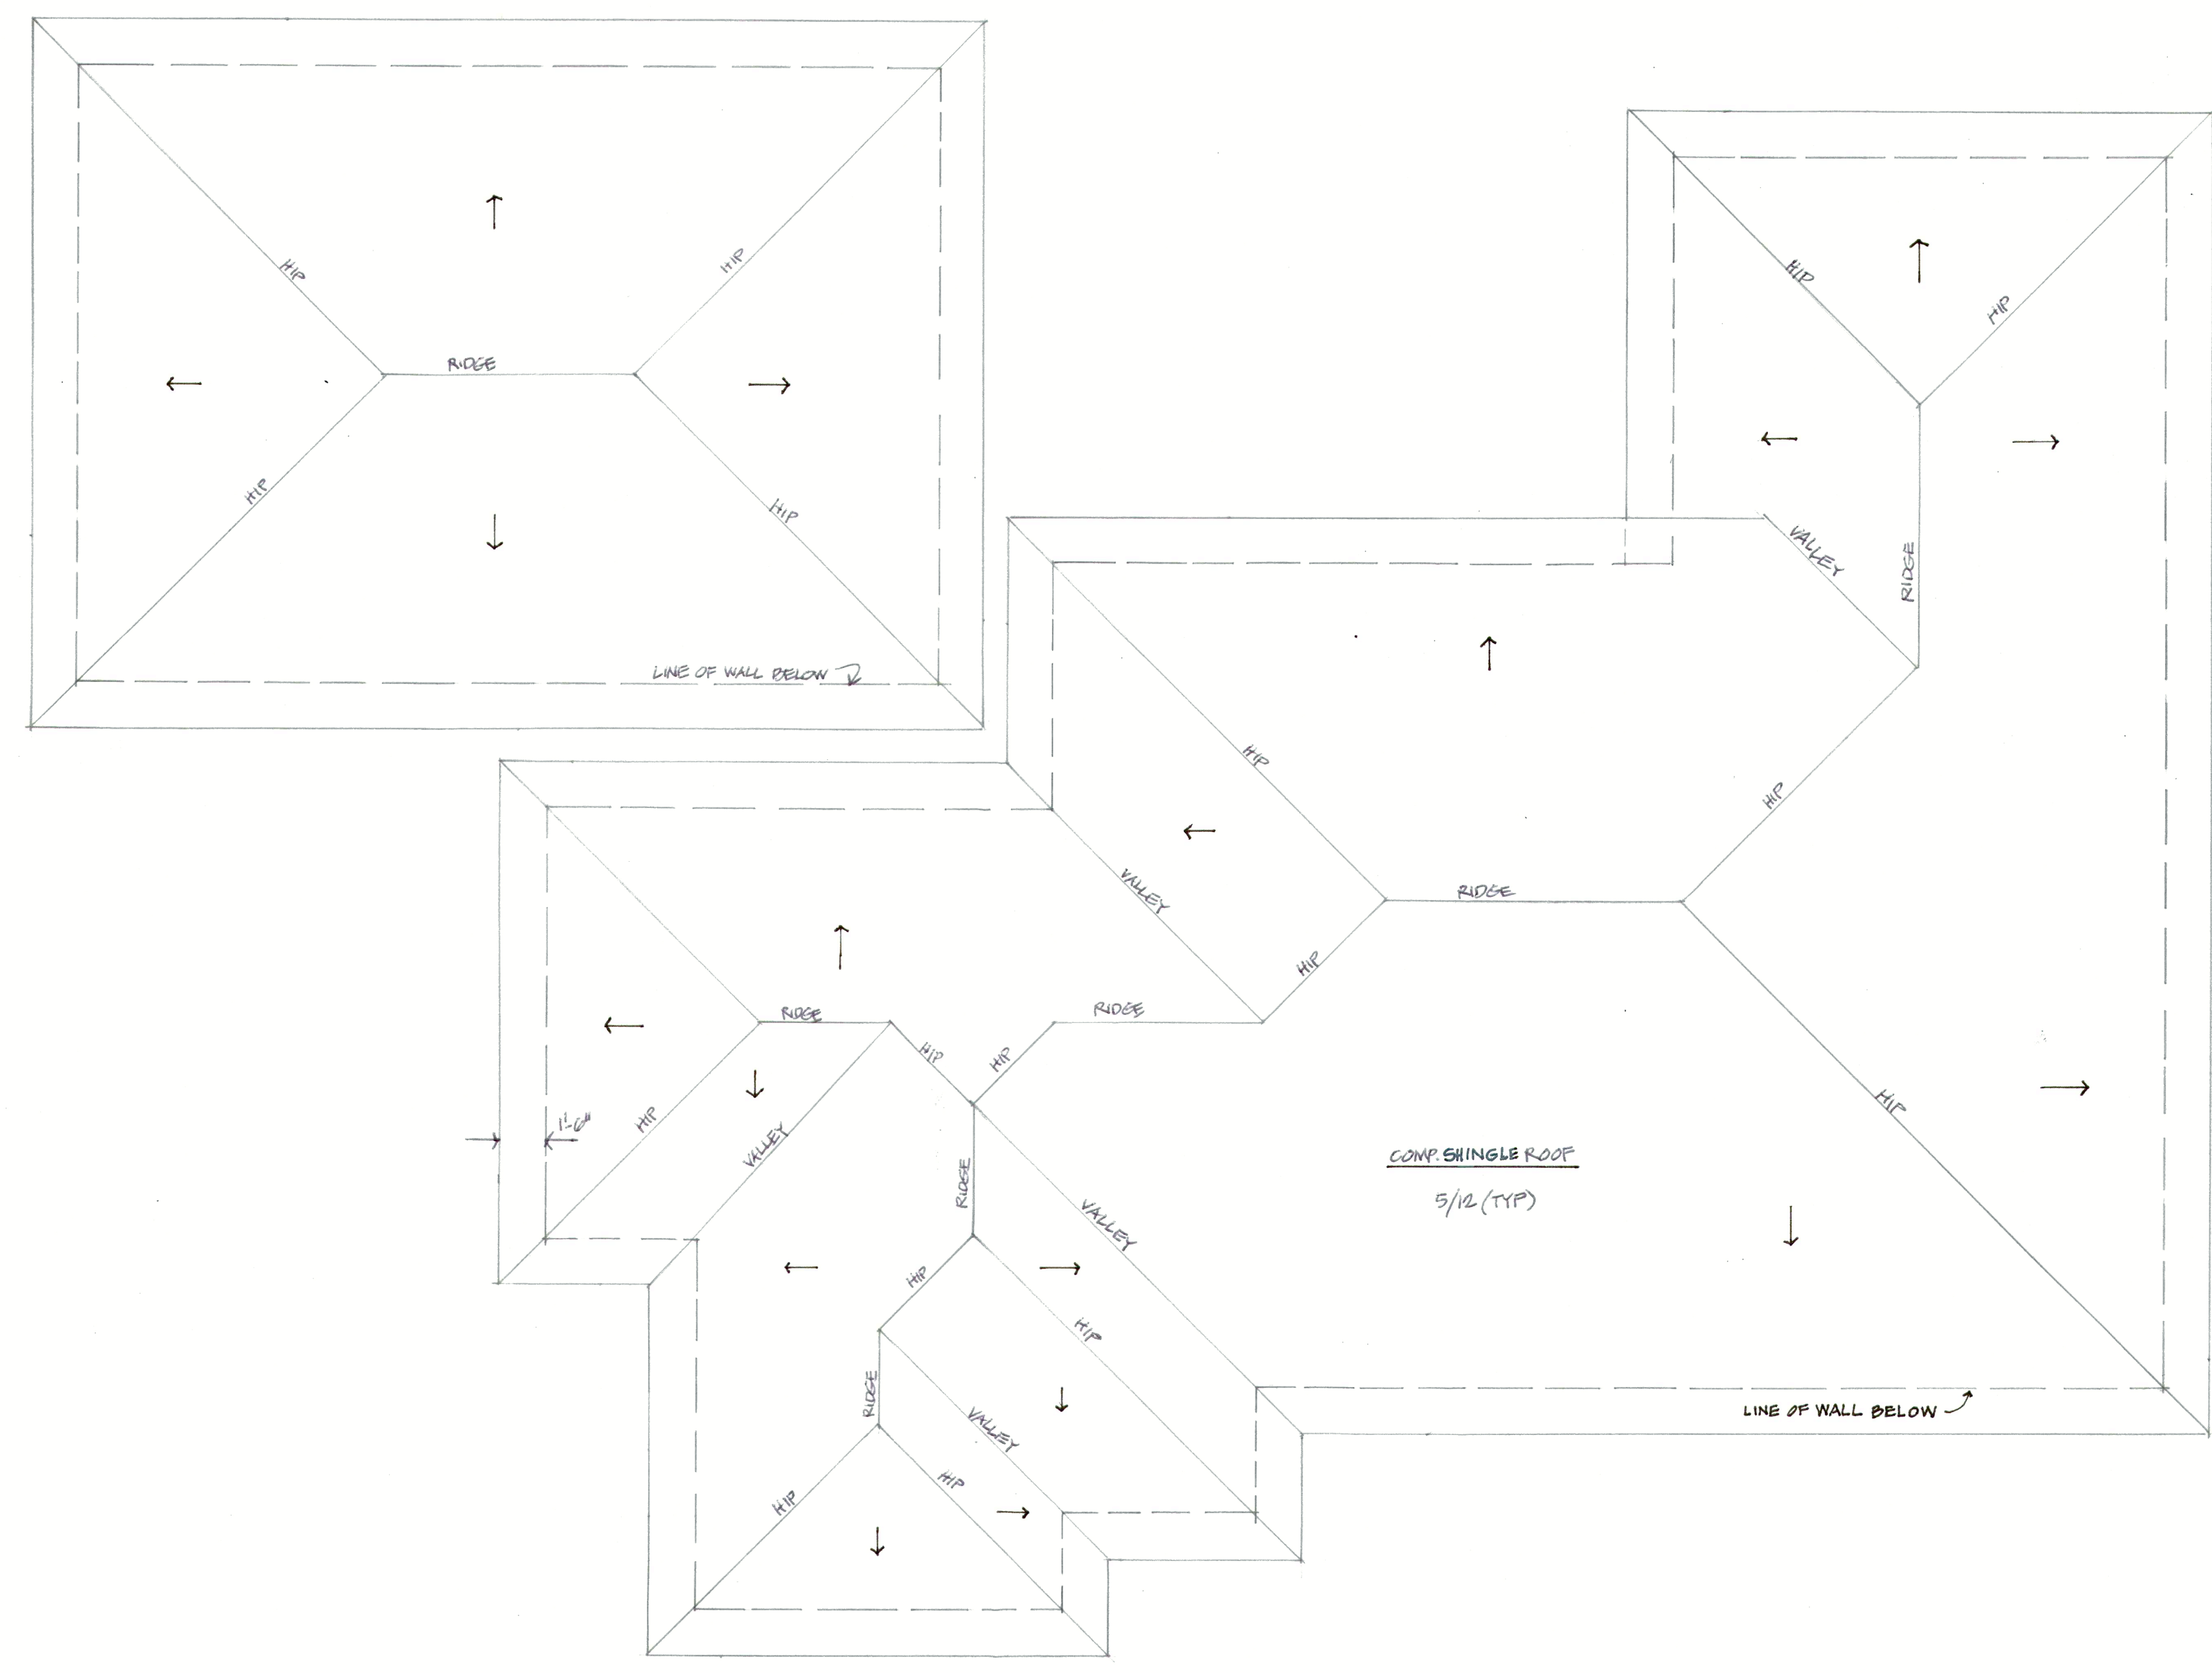 HIP
HIP
RIDGE
HIP
HIP
LINE OF WALL BELOW
HIP
HIP
VALLEY
RIDGE
HIP
HIP
RIDGE
VALLEY
HIP
RIDGE
RIDGE
HIP
HIP
HIP
1'-6"
HIP
VALLEY
RIDGE
VALLEY
COMP. SHINGLE ROOF
5/12 (TYP)
HIP
HIP
RIDGE
VALLEY
HIP
HIP
LINE OF WALL BELOW